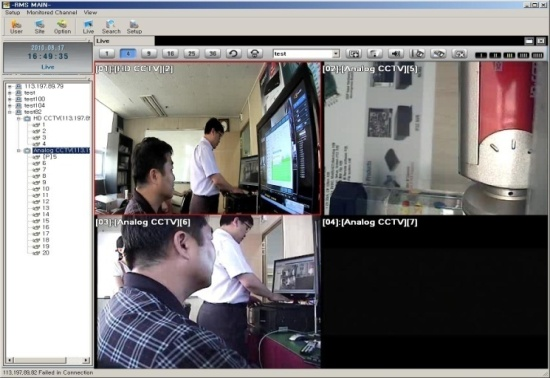 -RMS MAIN-
Setup Monitored Channel View
User Site Option Live Search Setup
2010.09.17
16:49:35
Live
Live
1 4 9 16 25 36 test
113.197.89.79
test
test100
test104
test82
HD CCTV(113.197.8
1
2
3
4
Analog CCTV(113.1
[P]5
6
7
8
9
10
11
12
13
14
15
16
17
18
19
20
[01]:[HD CCTV][2]
[02]:[Analog CCTV][5]
[03]:[Analog CCTV][6]
[04]:[Analog CCTV][7]
113.197.89.82 Failed in Connection